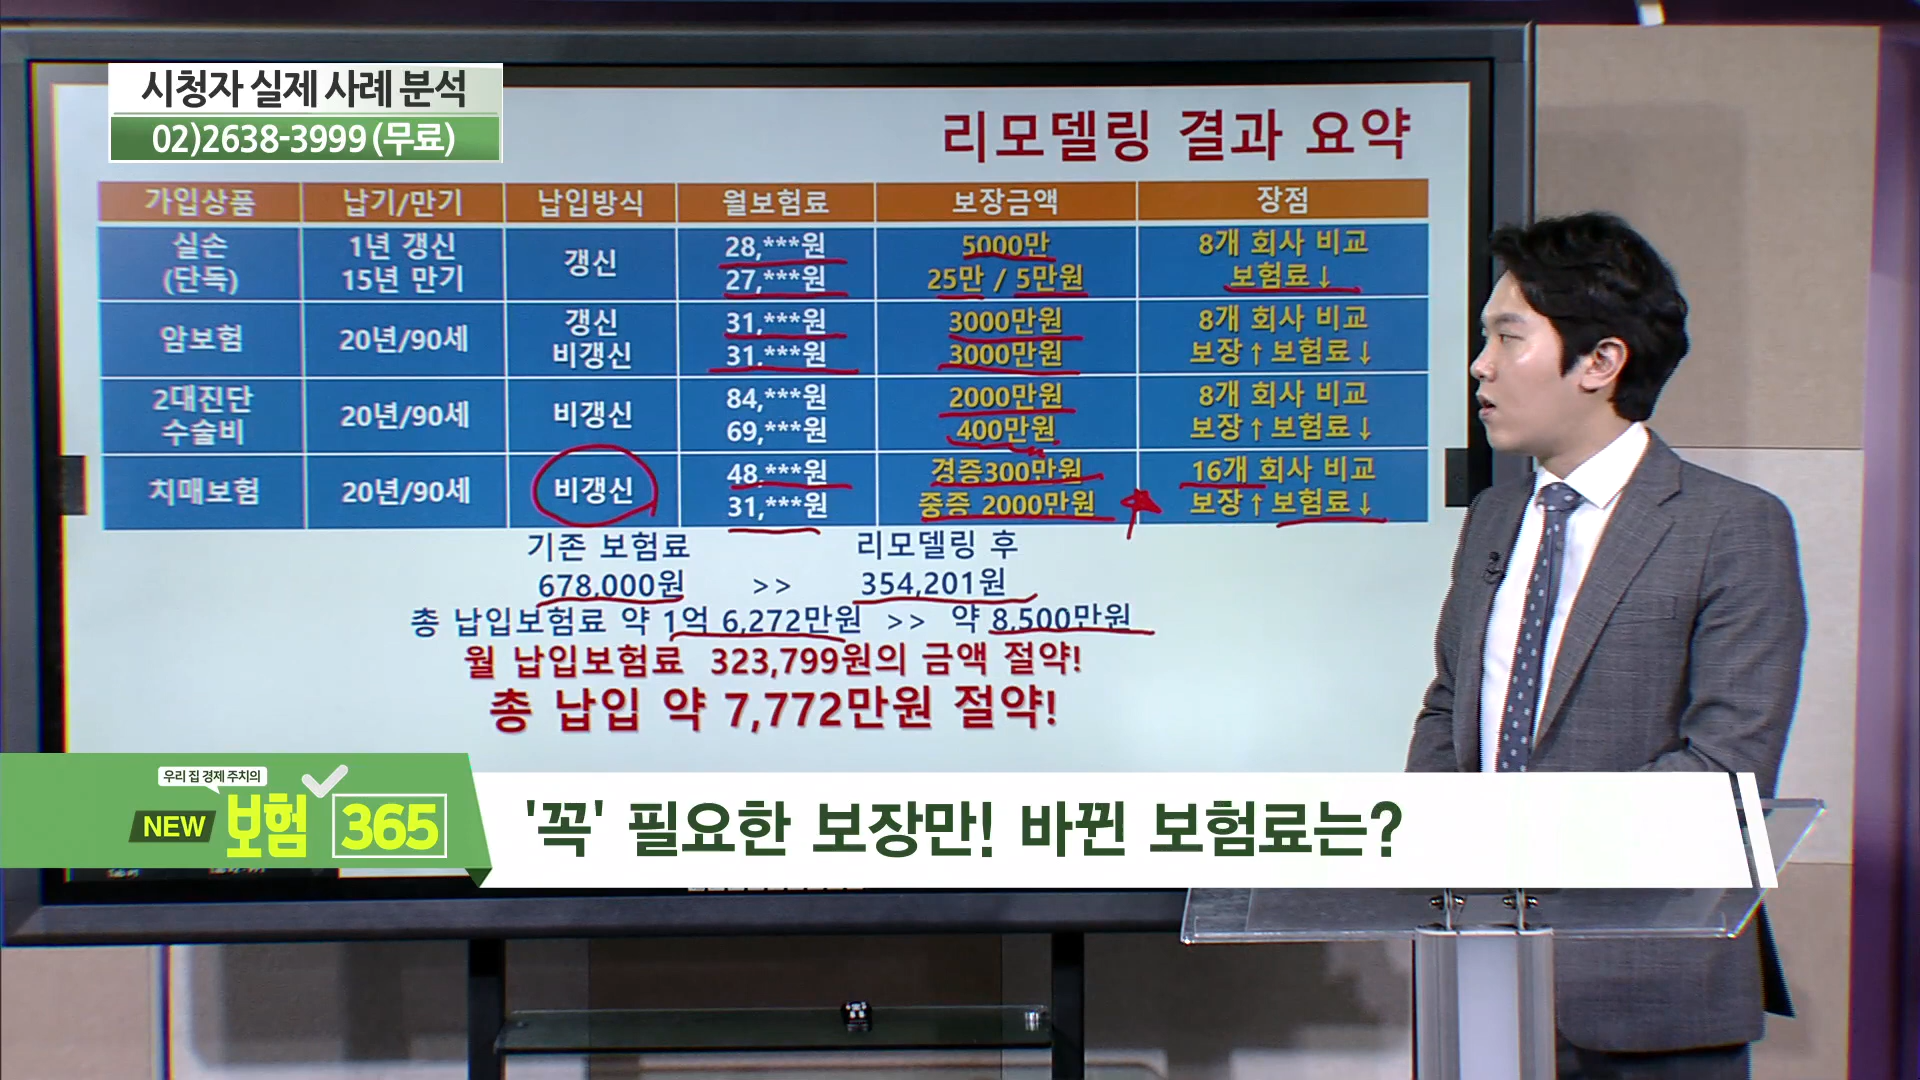 시청자 실제 사례 분석
02)2638-3999 (무료)
리모델링 결과 요약
가입상품 납기/만기 납입방식 월보험료 보장금액 장점
실손 (단독) 1년 갱신 15년 만기 갱신 28,***원 27,***원 5000만 25만 / 5만원 8개 회사 비교 보험료↓
암보험 20년/90세 갱신 비갱신 31,***원 31,***원 3000만원 3000만원 8개 회사 비교 보장↑보험료↓
2대진단 수술비 20년/90세 비갱신 84,***원 69,***원 2000만원 400만원 8개 회사 비교 보장↑보험료↓
치매보험 20년/90세 비갱신 48,***원 31,***원 경증300만원 중증 2000만원 16개 회사 비교 보장↑보험료↓
기존 보험료 리모델링 후
678,000원 >> 354,201원
총 납입보험료 약 1억 6,272만원 >> 약 8,500만원
월 납입보험료 323,799원의 금액 절약!
총 납입 약 7,772만원 절약!
우리 집 경제 주치의
NEW 보험 365
'꼭' 필요한 보장만! 바뀐 보험료는?